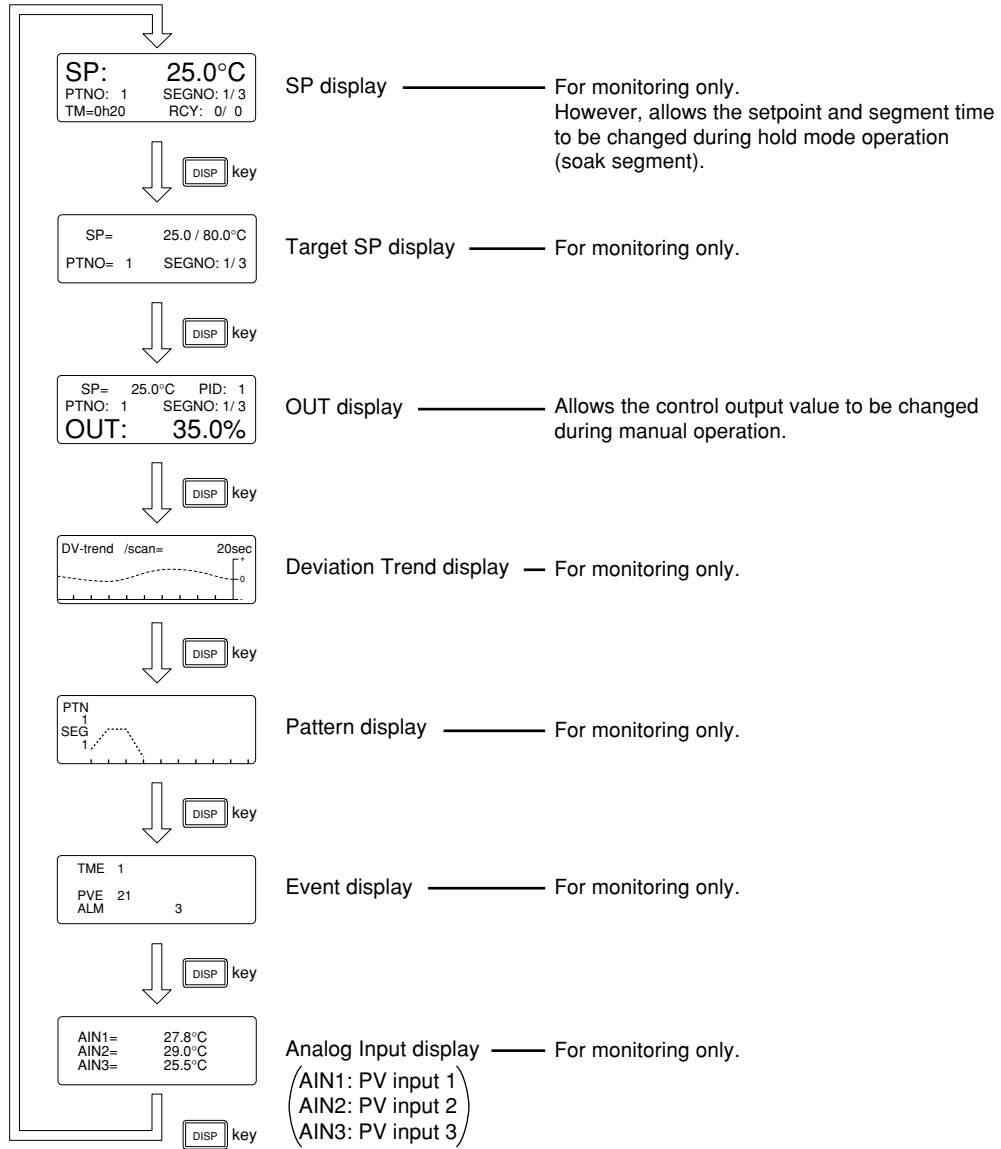 SP: 25.0°C
PTNO: 1 SEGNO: 1/ 3
TM=0h20 RCY: 0/ 0
SP display
For monitoring only.
However, allows the setpoint and segment time
to be changed during hold mode operation
(soak segment).
DISP key
SP= 25.0 / 80.0°C
PTNO= 1 SEGNO: 1/ 3
Target SP display
For monitoring only.
DISP key
SP= 25.0°C PID: 1
PTNO: 1 SEGNO: 1/ 3
OUT: 35.0%
OUT display
Allows the control output value to be changed
during manual operation.
DISP key
DV-trend /scan= 20sec
+
0
-
Deviation Trend display
For monitoring only.
DISP key
PTN
1
SEG
1
Pattern display
For monitoring only.
DISP key
TME 1
PVE 21
ALM 3
Event display
For monitoring only.
DISP key
AIN1= 27.8°C
AIN2= 29.0°C
AIN3= 25.5°C
Analog Input display
For monitoring only.
(AIN1: PV input 1
AIN2: PV input 2
AIN3: PV input 3)
DISP key